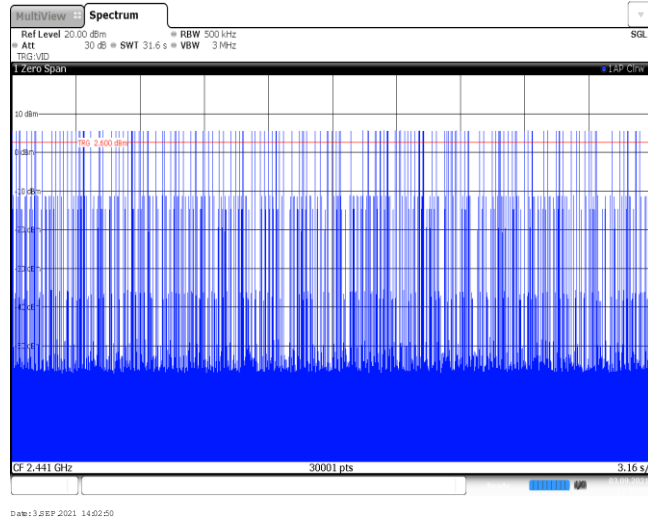 MultiView Spectrum
Ref Level 20.00 dBm RBW 500 kHz SGL
Att 30 dB SWT 31.6 s VBW 3 MHz
TRG:VID
1 Zero Span 1AP Clrw
10 dBm
TRG 2.600 dBm
0 dBm
-10 dBm
CF 2.441 GHz 30001 pts 3.16 s/
Date: 3.SEP.2021 14:02:50